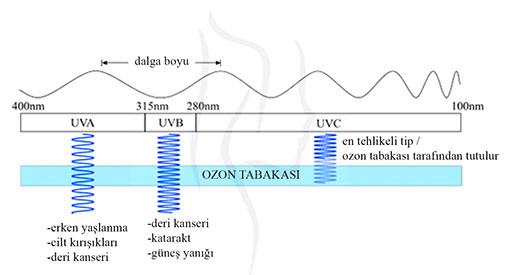 dalga boyu
400nm 315nm 280nm 100nm
UVA UVB UVC
en tehlikeli tip /
ozon tabakası tarafından tutulur
OZON TABAKASI
-erken yaşlanma
-cilt kırışıkları
-deri kanseri
-deri kanseri
-katarakt
-güneş yanığı